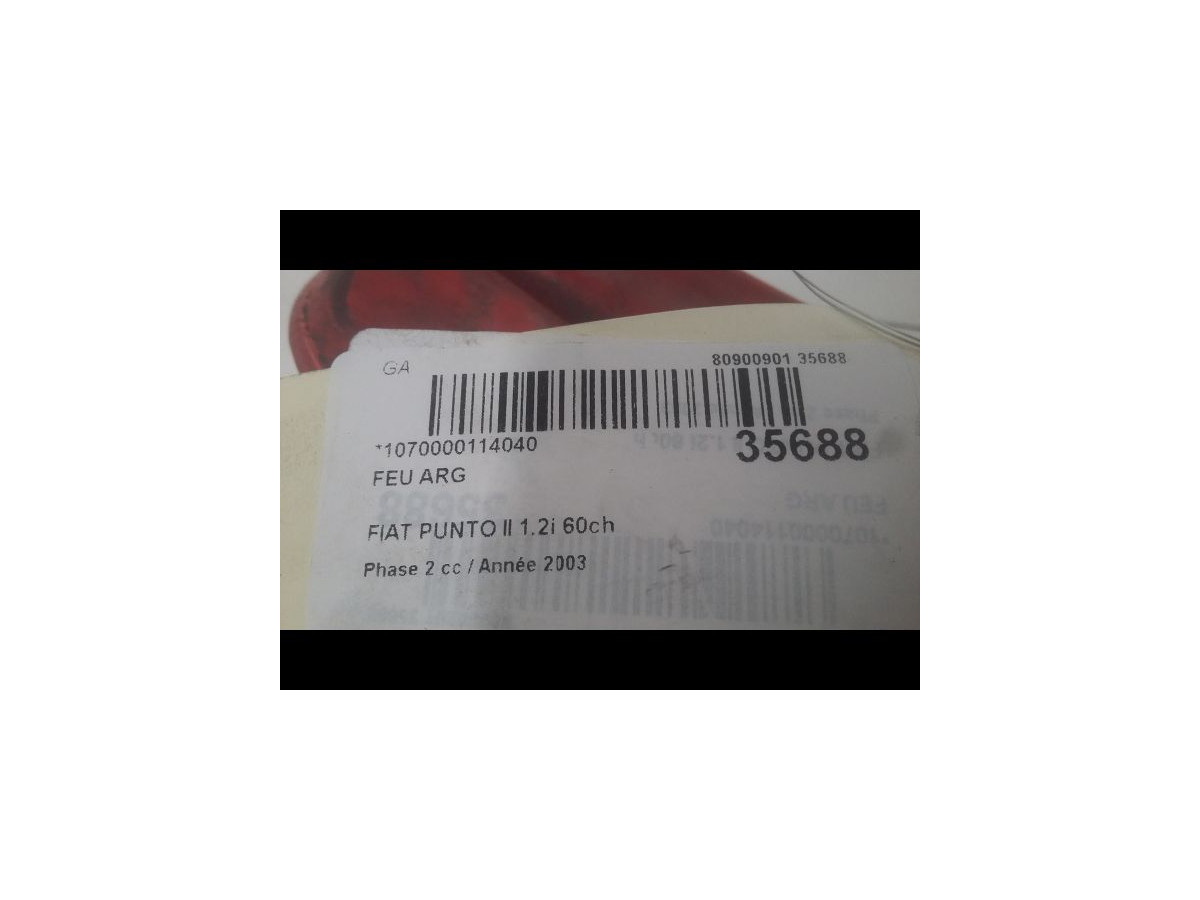 GA
80900901 35688
*1070000114040
35688
FEU ARG
FIAT PUNTO II 1.2i 60ch
Phase 2 cc / Année 2003